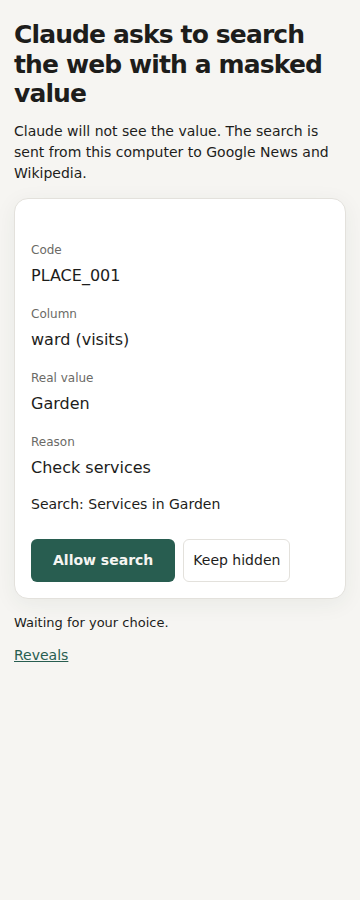 Claude asks to search
the web with a masked
value
Claude will not see the value. The search is
sent from this computer to Google News and
Wikipedia.
Code
PLACE_001
Column
ward (visits)
Real value
Garden
Reason
Check services
Search: Services in Garden
Allow search
Keep hidden
Waiting for your choice.
Reveals